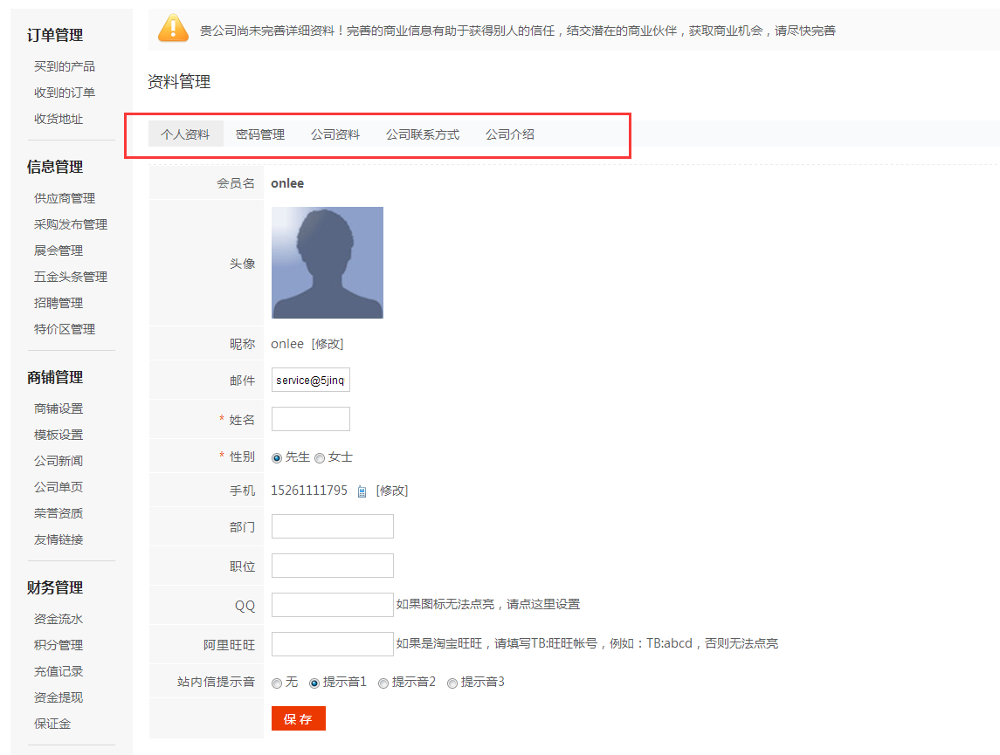 订单管理
买到的产品
收到的订单
收货地址
信息管理
供应商管理
采购发布管理
展会管理
五金头条管理
招聘管理
特价区管理
商铺管理
商铺设置
模板设置
公司新闻
公司单页
荣誉资质
友情链接
财务管理
资金流水
积分管理
充值记录
资金提现
保证金
贵公司尚未完善详细资料！完善的商业信息有助于获得别人的信任，结交潜在的商业伙伴，获取商业机会，请尽快完善
资料管理
个人资料 密码管理 公司资料 公司联系方式 公司介绍
会员名 onlee
头像
昵称 onlee [修改]
邮件 service@5jinq
* 姓名
* 性别 先生 女士
手机 15261111795 [修改]
部门
职位
QQ 如果图标无法点亮，请点这里设置
阿里旺旺 如果是淘宝旺旺，请填写TB:旺旺帐号，例如：TB:abcd，否则无法点亮
站内信提示音 无 提示音1 提示音2 提示音3
保 存